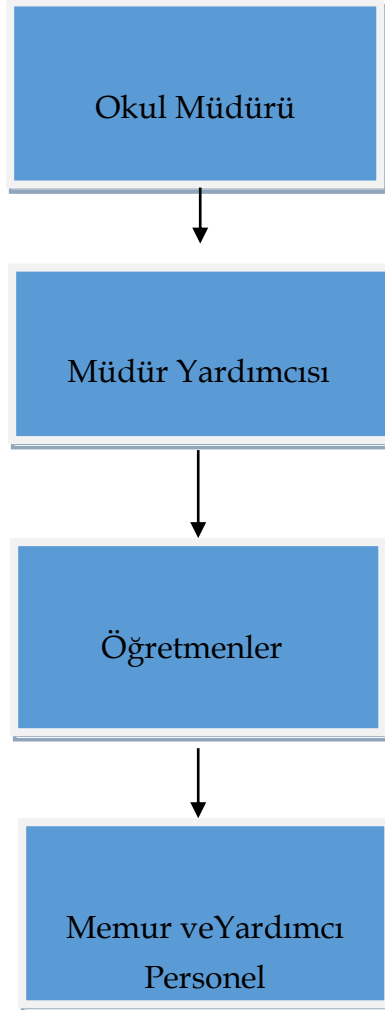 Okul Müdürü
Müdür Yardımcısı
Öğretmenler
Memur veYardımcı
Personel